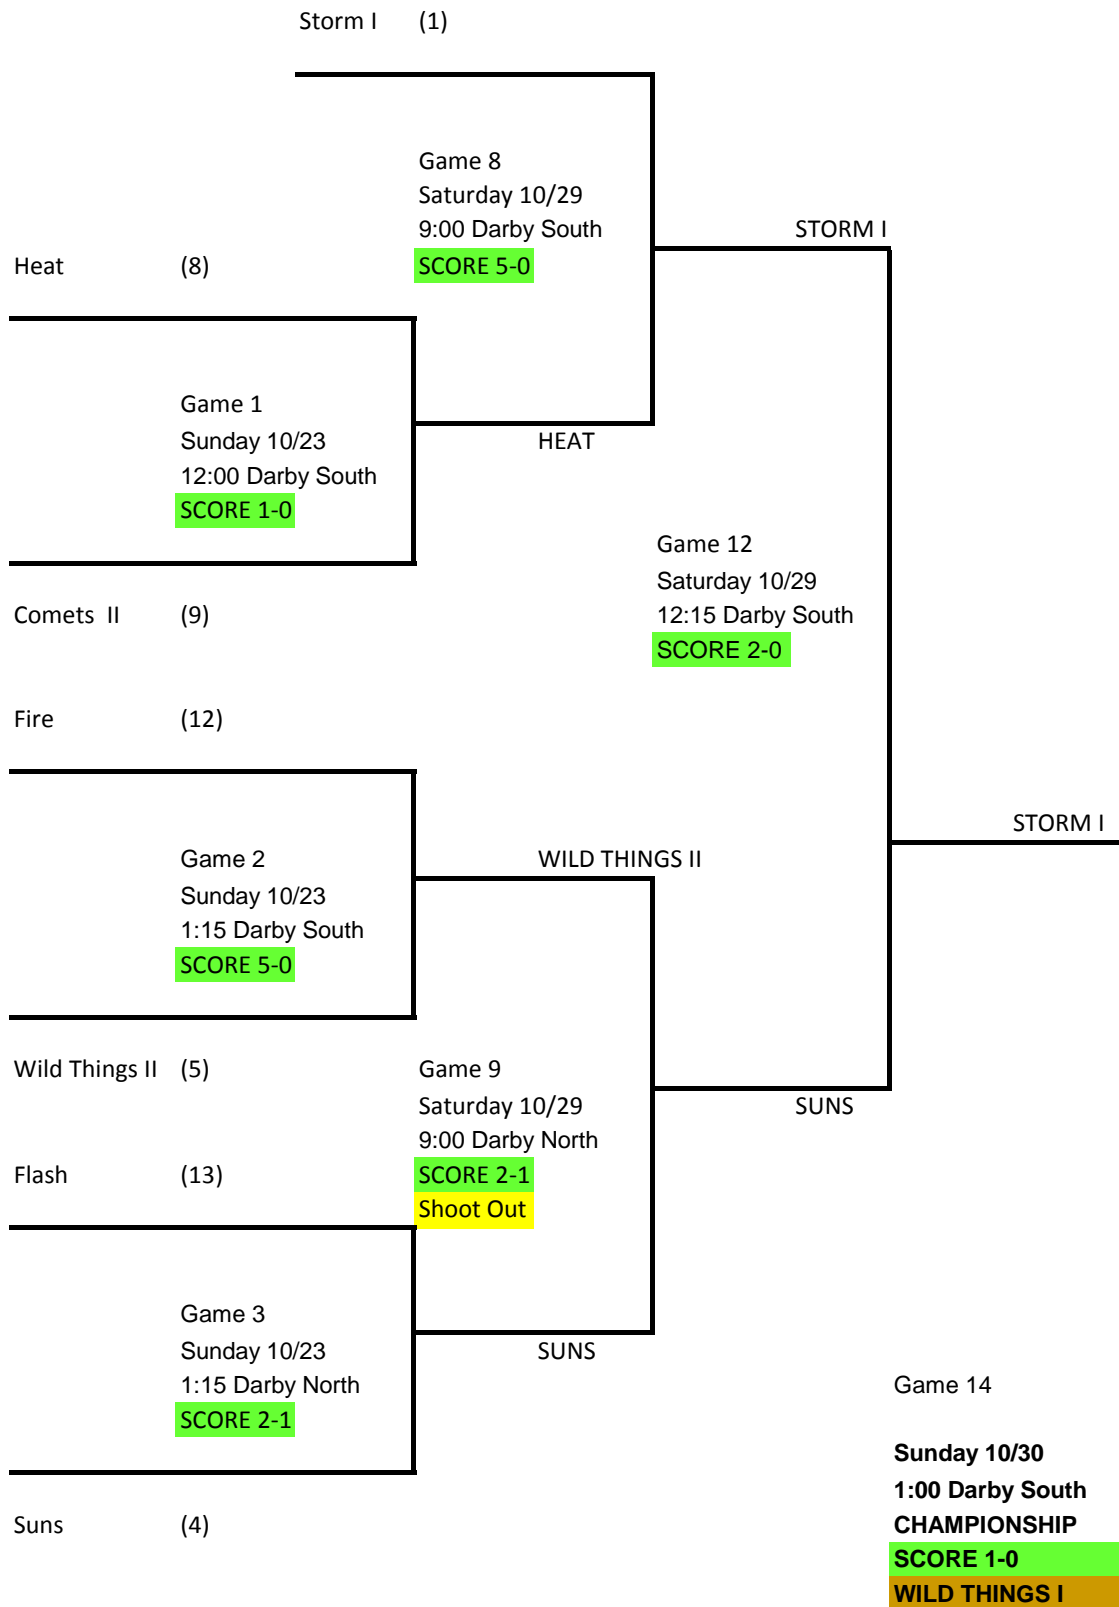 Storm I (1)
Game 8
Saturday 10/29
9:00 Darby South
SCORE 5-0
STORM I
Heat (8)
Game 1
Sunday 10/23
12:00 Darby South
SCORE 1-0
HEAT
Comets II (9)
Game 12
Saturday 10/29
12:15 Darby South
SCORE 2-0
Fire (12)
STORM I
Game 2
Sunday 10/23
1:15 Darby South
SCORE 5-0
WILD THINGS II
Wild Things II (5)
Game 9
Saturday 10/29
9:00 Darby North
SCORE 2-1
Shoot Out
SUNS
Flash (13)
Game 3
Sunday 10/23
1:15 Darby North
SCORE 2-1
SUNS
Suns (4)
Game 14
Sunday 10/30
1:00 Darby South
CHAMPIONSHIP
SCORE 1-0
WILD THINGS I